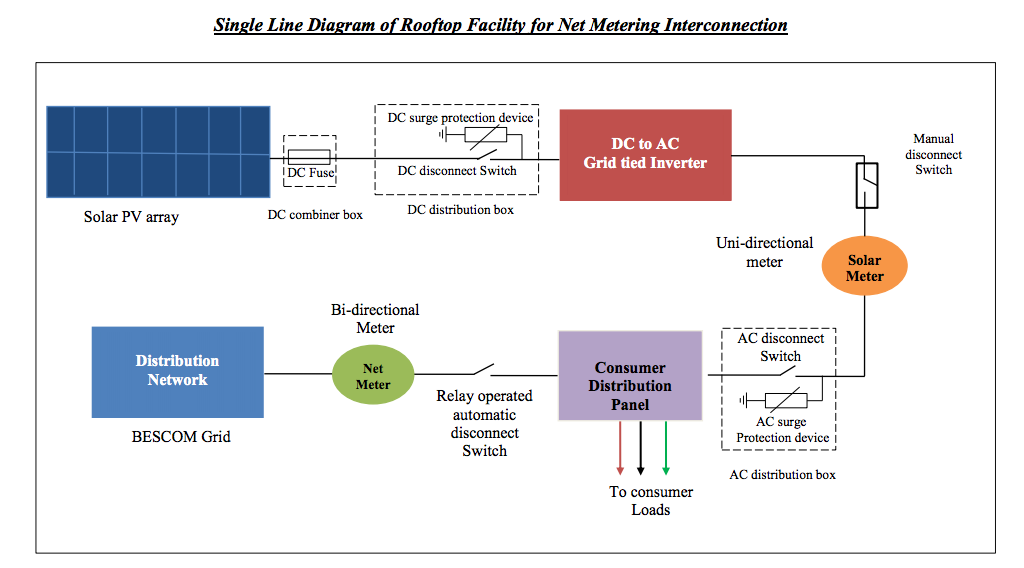 Single Line Diagram of Rooftop Facility for Net Metering Interconnection
DC surge protection device
DC to AC
Grid tied Inverter
Manual
disconnect
Switch
DC Fuse
DC disconnect Switch
Solar PV array
DC combiner box
DC distribution box
Uni-directional
meter
Solar
Meter
Bi-directional
Meter
AC disconnect
Switch
Distribution
Network
Net
Meter
Consumer
Distribution
Panel
Relay operated
automatic
disconnect
Switch
AC surge
Protection device
BESCOM Grid
AC distribution box
To consumer
Loads